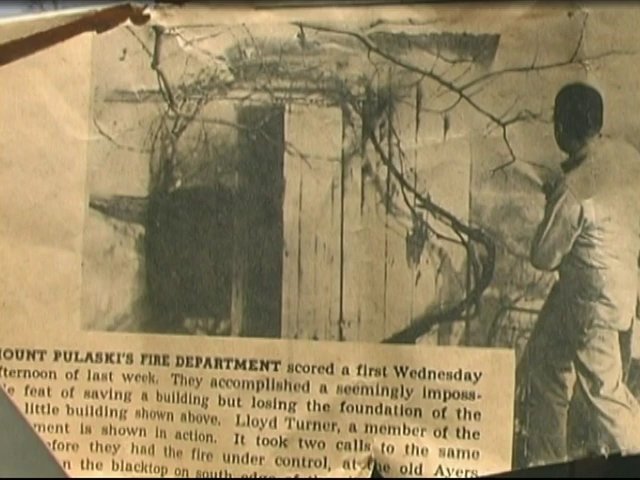 MOUNT PULASKI'S FIRE DEPARTMENT scored a first Wednesday
afternoon of last week. They accomplished a seemingly imposs-
feat of saving a building but losing the foundation of the
little building shown above. Lloyd Turner, a member of the
ment is shown in action. It took two calls to the same
before they had the fire under control, at the old Ayers
n the blacktop on south edge of